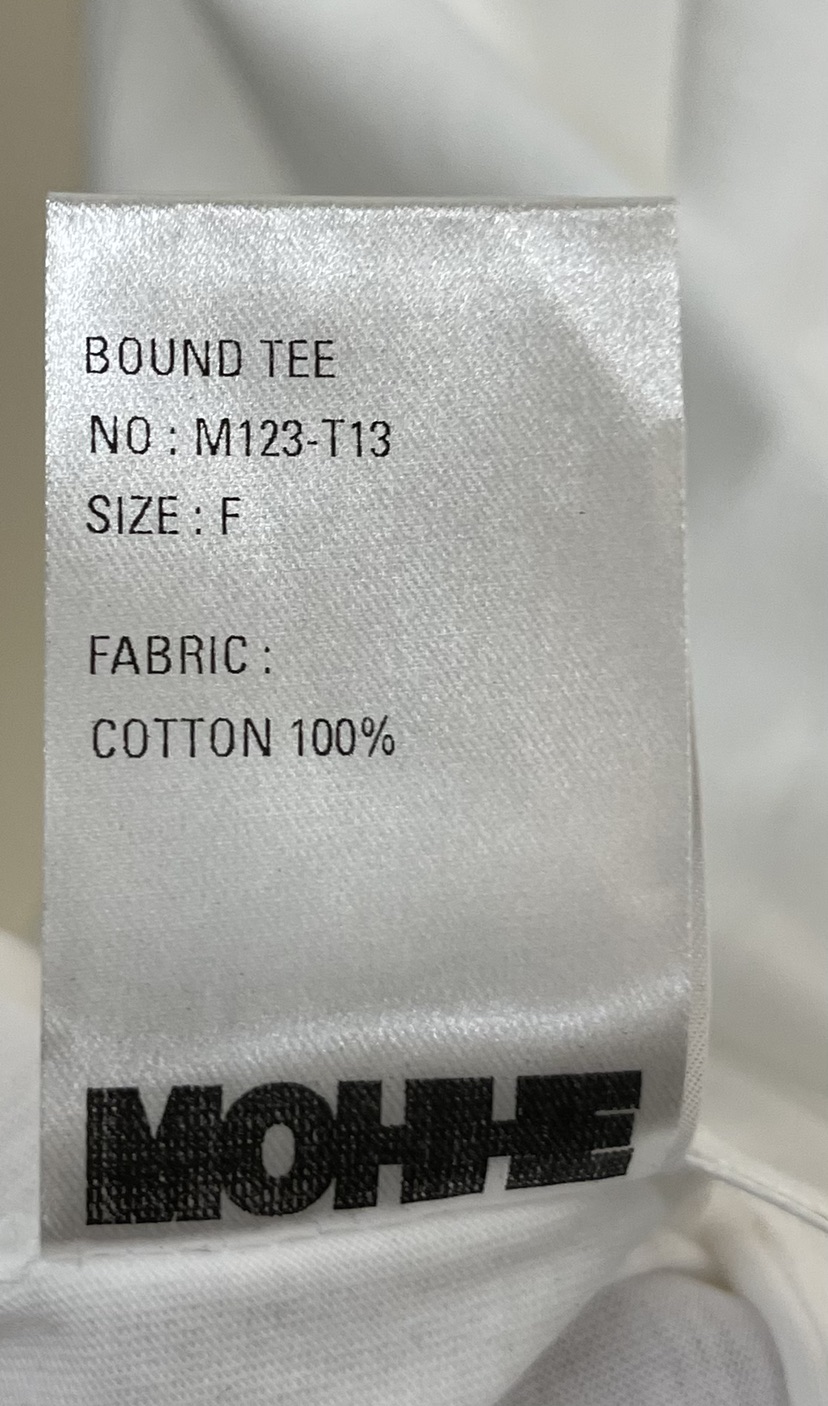 BOUND TEE
NO : M123-T13
SIZE : F
FABRIC :
COTTON 100%
MOHHE